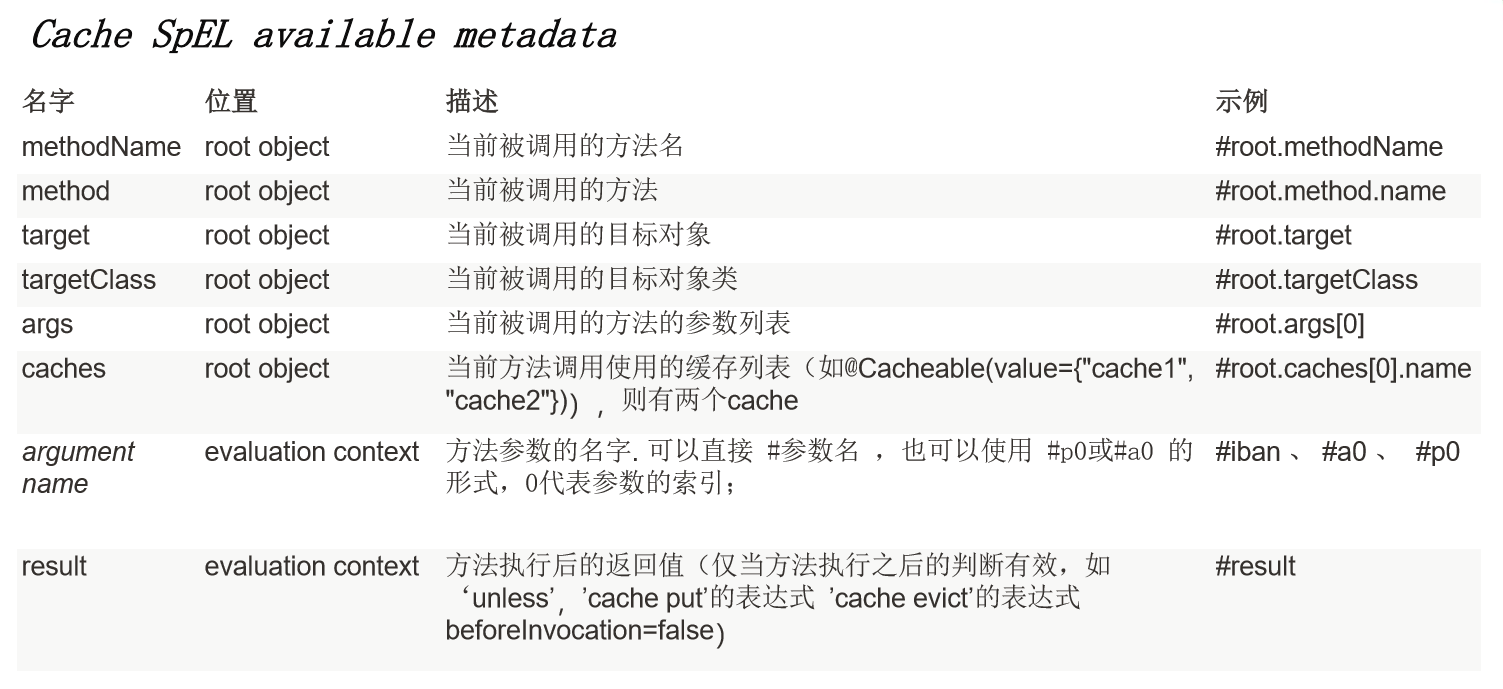 Cache SpEL available metadata
名字 位置 描述 示例
methodName root object 当前被调用的方法名 #root.methodName
method root object 当前被调用的方法 #root.method.name
target root object 当前被调用的目标对象 #root.target
targetClass root object 当前被调用的目标对象类 #root.targetClass
args root object 当前被调用的方法的参数列表 #root.args[0]
caches root object 当前方法调用使用的缓存列表（如@Cacheable(value={"cache1", #root.caches[0].name
"cache2"})），则有两个cache
argument evaluation context 方法参数的名字. 可以直接 #参数名 ，也可以使用 #p0或#a0 的 #iban 、 #a0 、 #p0
name 形式，0代表参数的索引；
result evaluation context 方法执行后的返回值（仅当方法执行之后的判断有效，如 #result
‘unless’，'cache put'的表达式 'cache evict'的表达式
beforeInvocation=false）